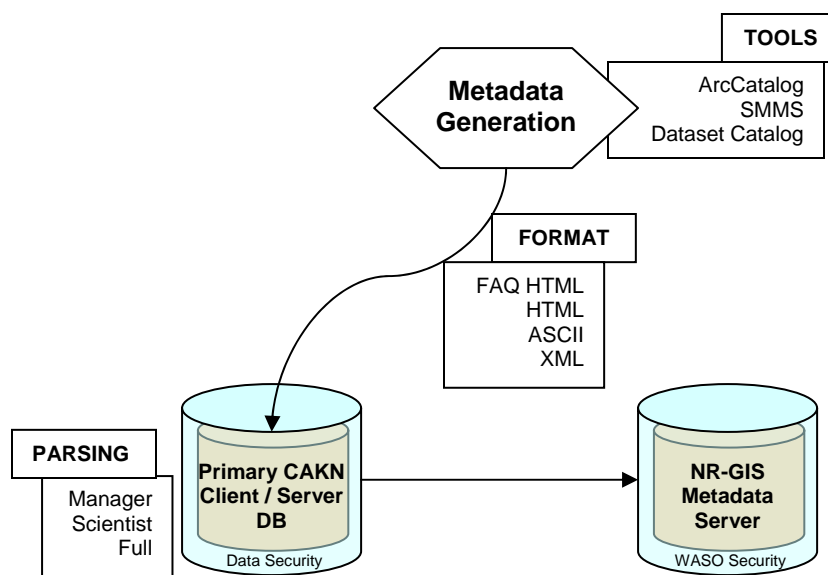 TOOLS
ArcCatalog
SMMS
Dataset Catalog
Metadata
Generation
FORMAT
FAQ HTML
HTML
ASCII
XML
PARSING
Manager
Scientist
Full
Primary CAKN
Client / Server
DB
Data Security
NR-GIS
Metadata
Server
WASO Security